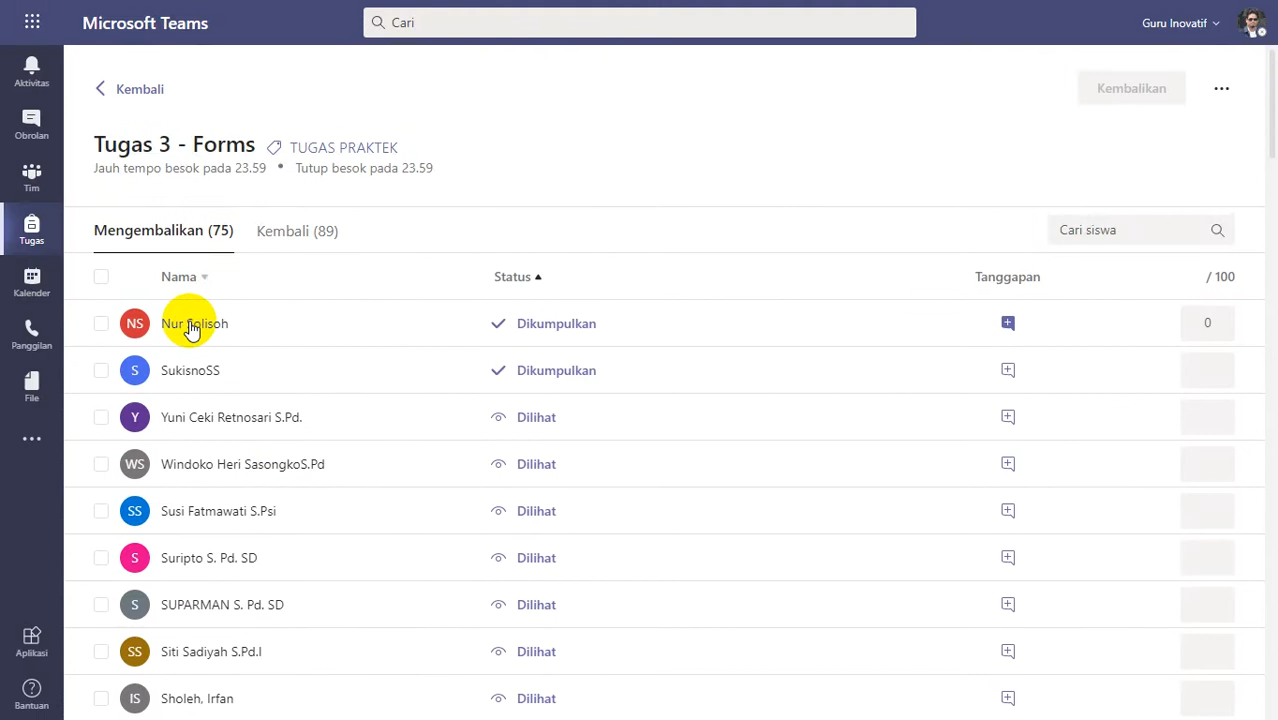 Microsoft Teams
Cari
Guru Inovatif
Aktivitas
Obrolan
Tim
Tugas
Kalender
Panggilan
File
Aplikasi
Bantuan
Kembali
Kembalikan
Tugas 3 - Forms
TUGAS PRAKTEK
Jauh tempo besok pada 23.59 • Tutup besok pada 23.59
Mengembalikan (75)
Kembali (89)
Cari siswa
Nama Status Tanggapan / 100
NS Nur Solisoh Dikumpulkan 0
S SukisnoSS Dikumpulkan
Y Yuni Ceki Retnosari S.Pd. Dilihat
WS Windoko Heri SasongkoS.Pd Dilihat
SS Susi Fatmawati S.Psi Dilihat
S Suripto S. Pd. SD Dilihat
S SUPARMAN S. Pd. SD Dilihat
SS Siti Sadiyah S.Pd.I Dilihat
IS Sholeh, Irfan Dilihat